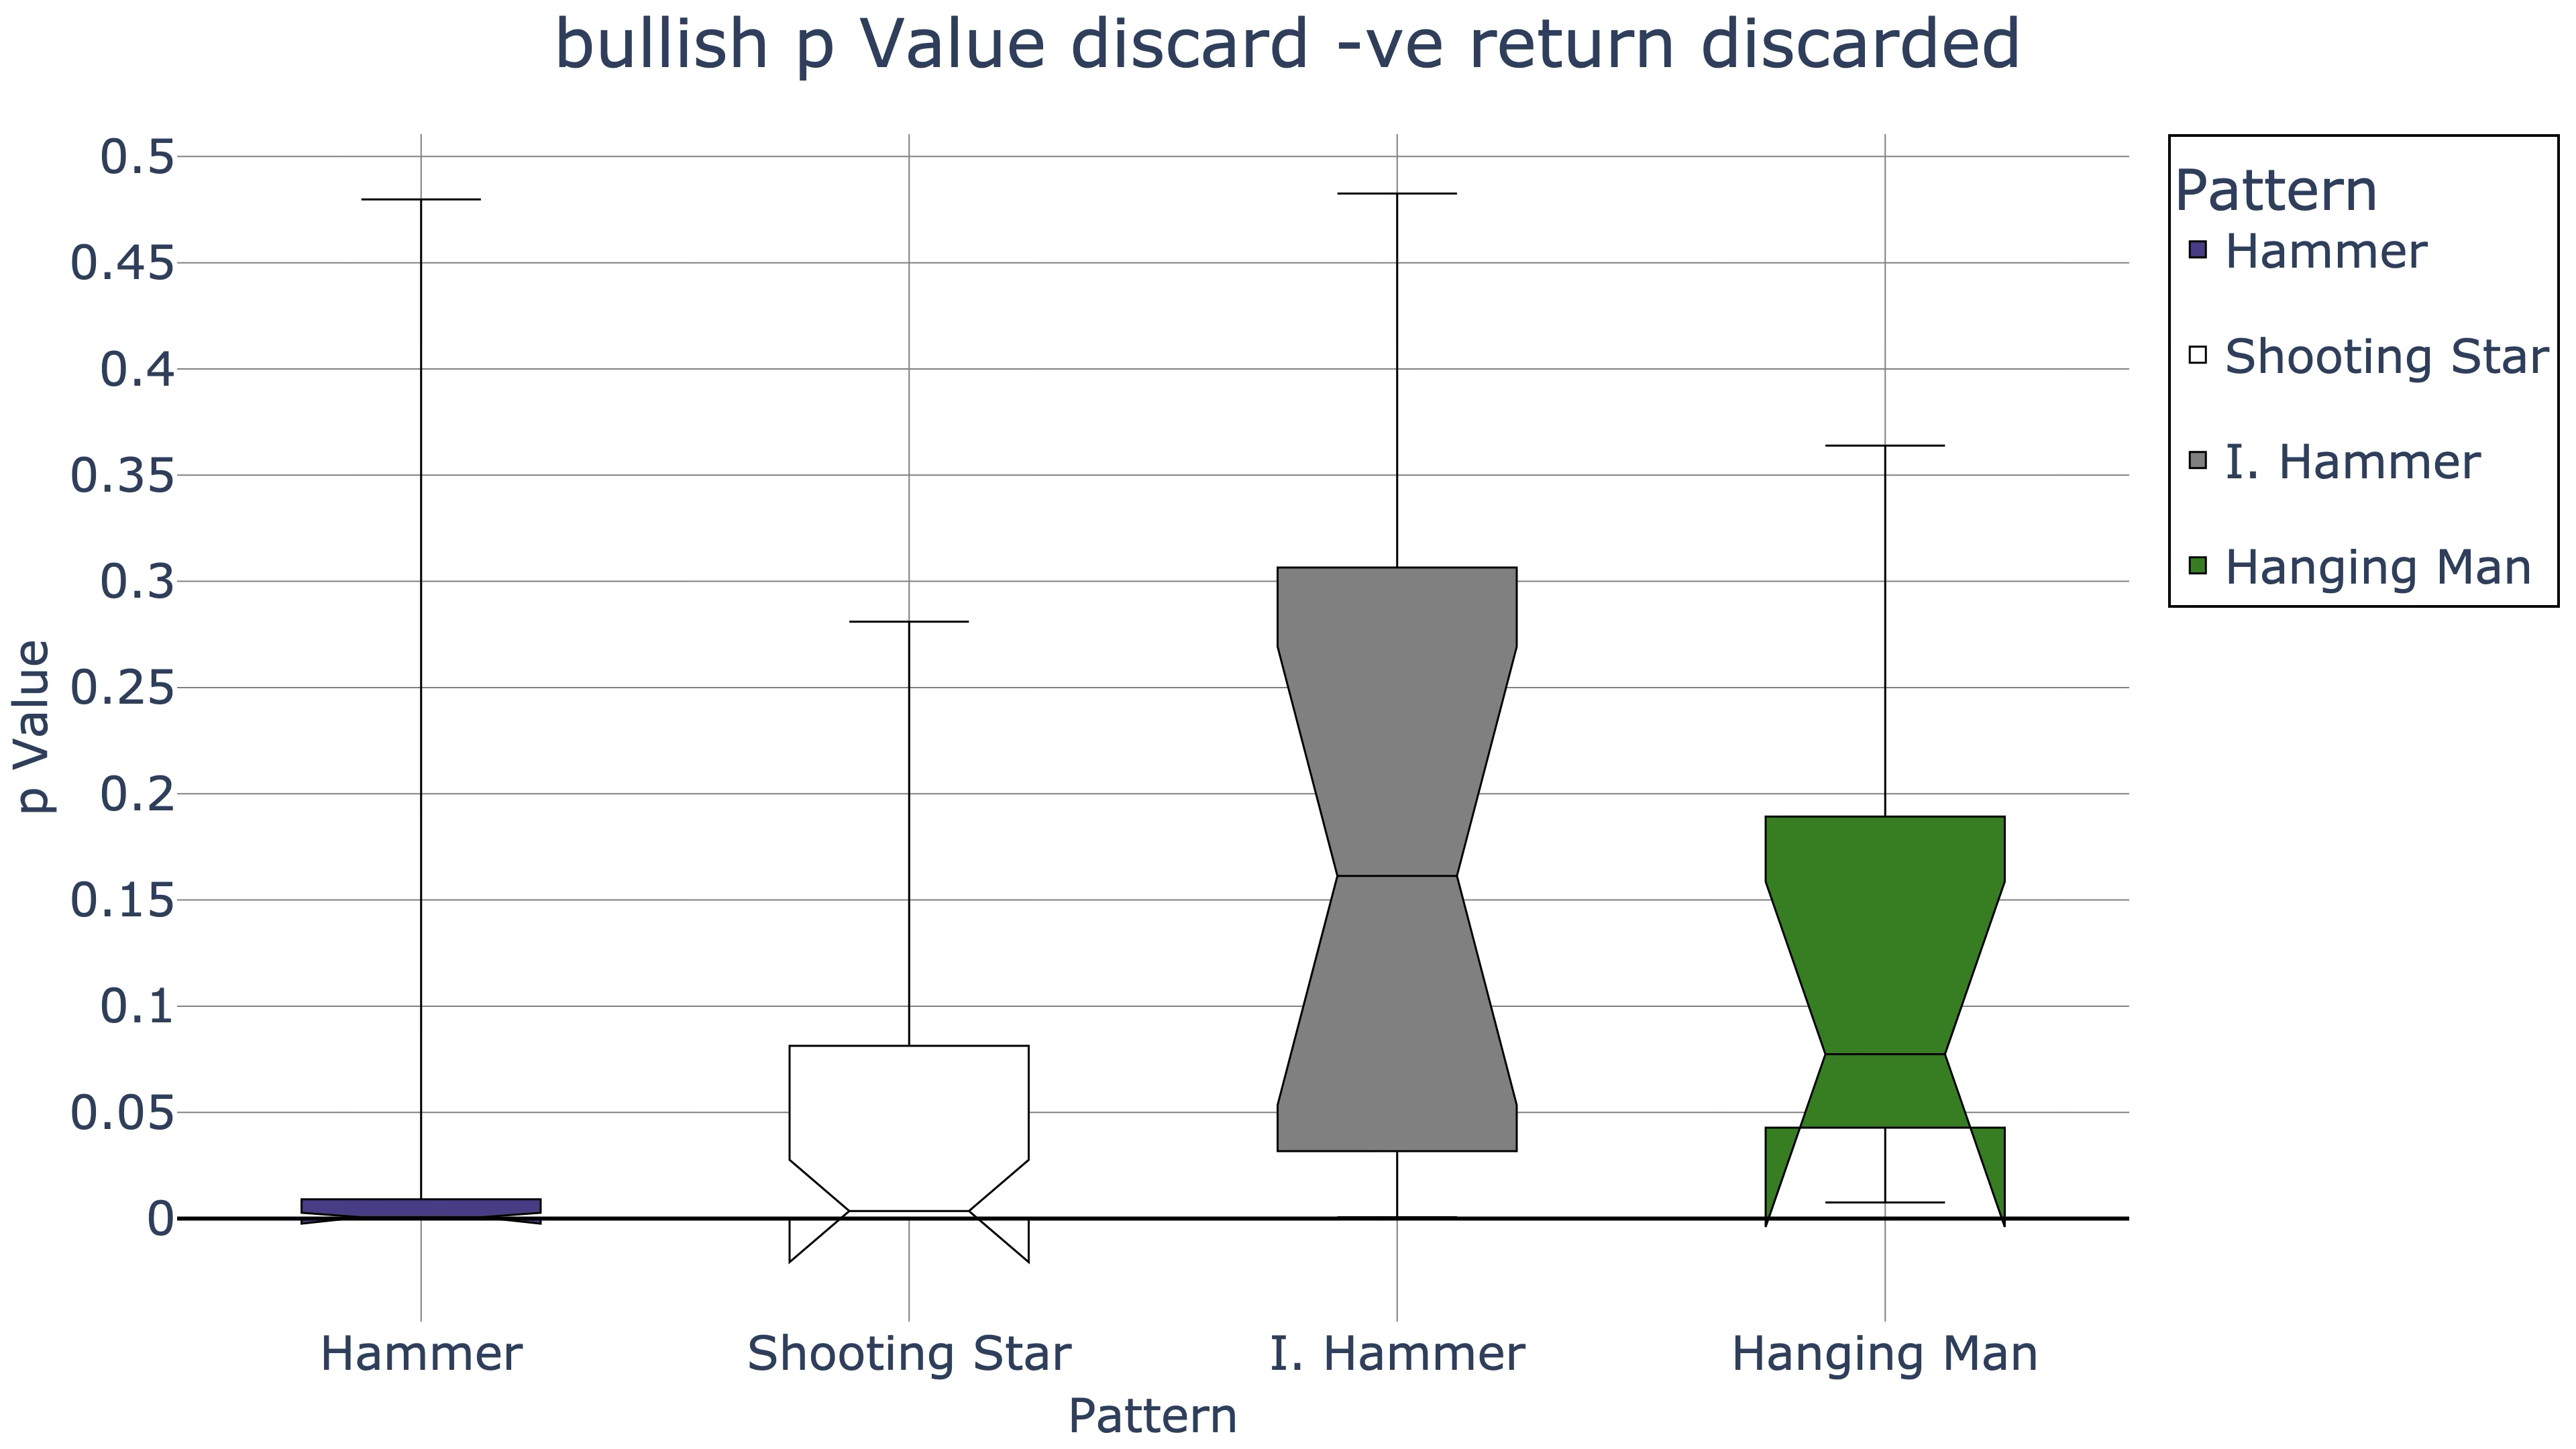 bullish p Value discard -ve return discarded
0.5
0.45
0.4
0.35
0.3
0.25
0.2
0.15
0.1
0.05
0
p Value
Hammer
Shooting Star
I. Hammer
Hanging Man
Pattern
Pattern
Hammer
Shooting Star
I. Hammer
Hanging Man